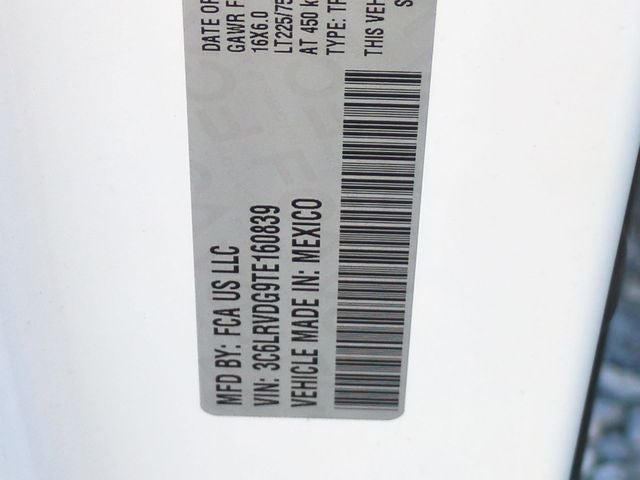 MFD BY: FCA US LLC
DATE OF
VIN: 3C6LRVDG9TE160839
GAWR F
VEHICLE MADE IN: MEXICO
16X6.0
LT225/75
AT 450 k
TYPE: TR
THIS VEH
S